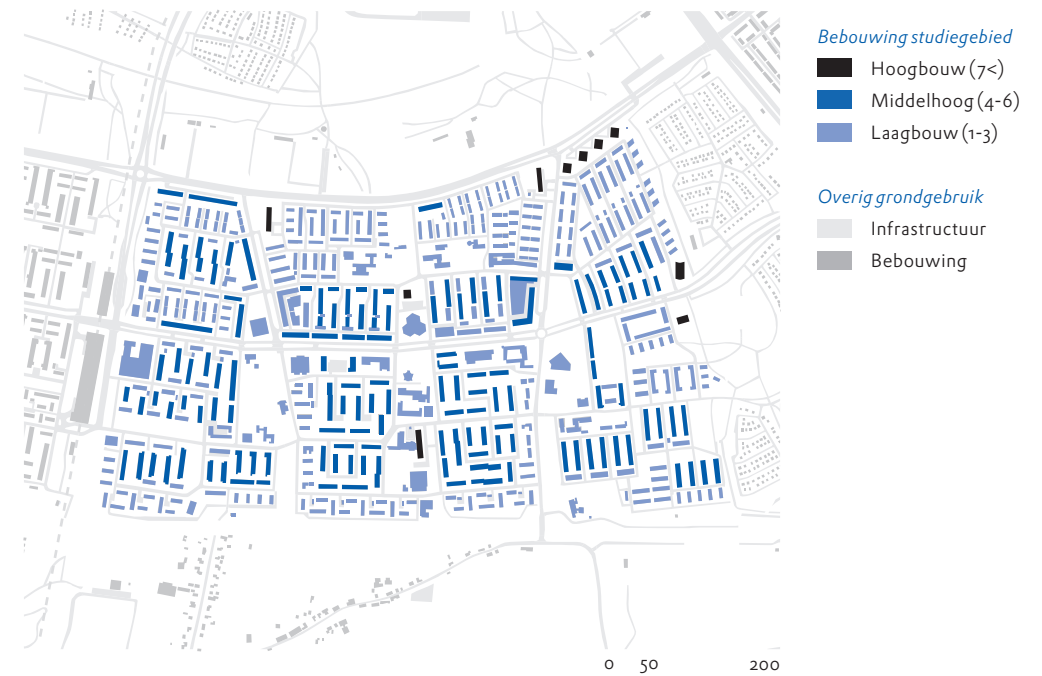 Bebouwing studiegebied
Hoogbouw (7<)
Middelhoog (4-6)
Laagbouw (1-3)
Overig grondgebruik
Infrastructuur
Bebouwing
0 50 200